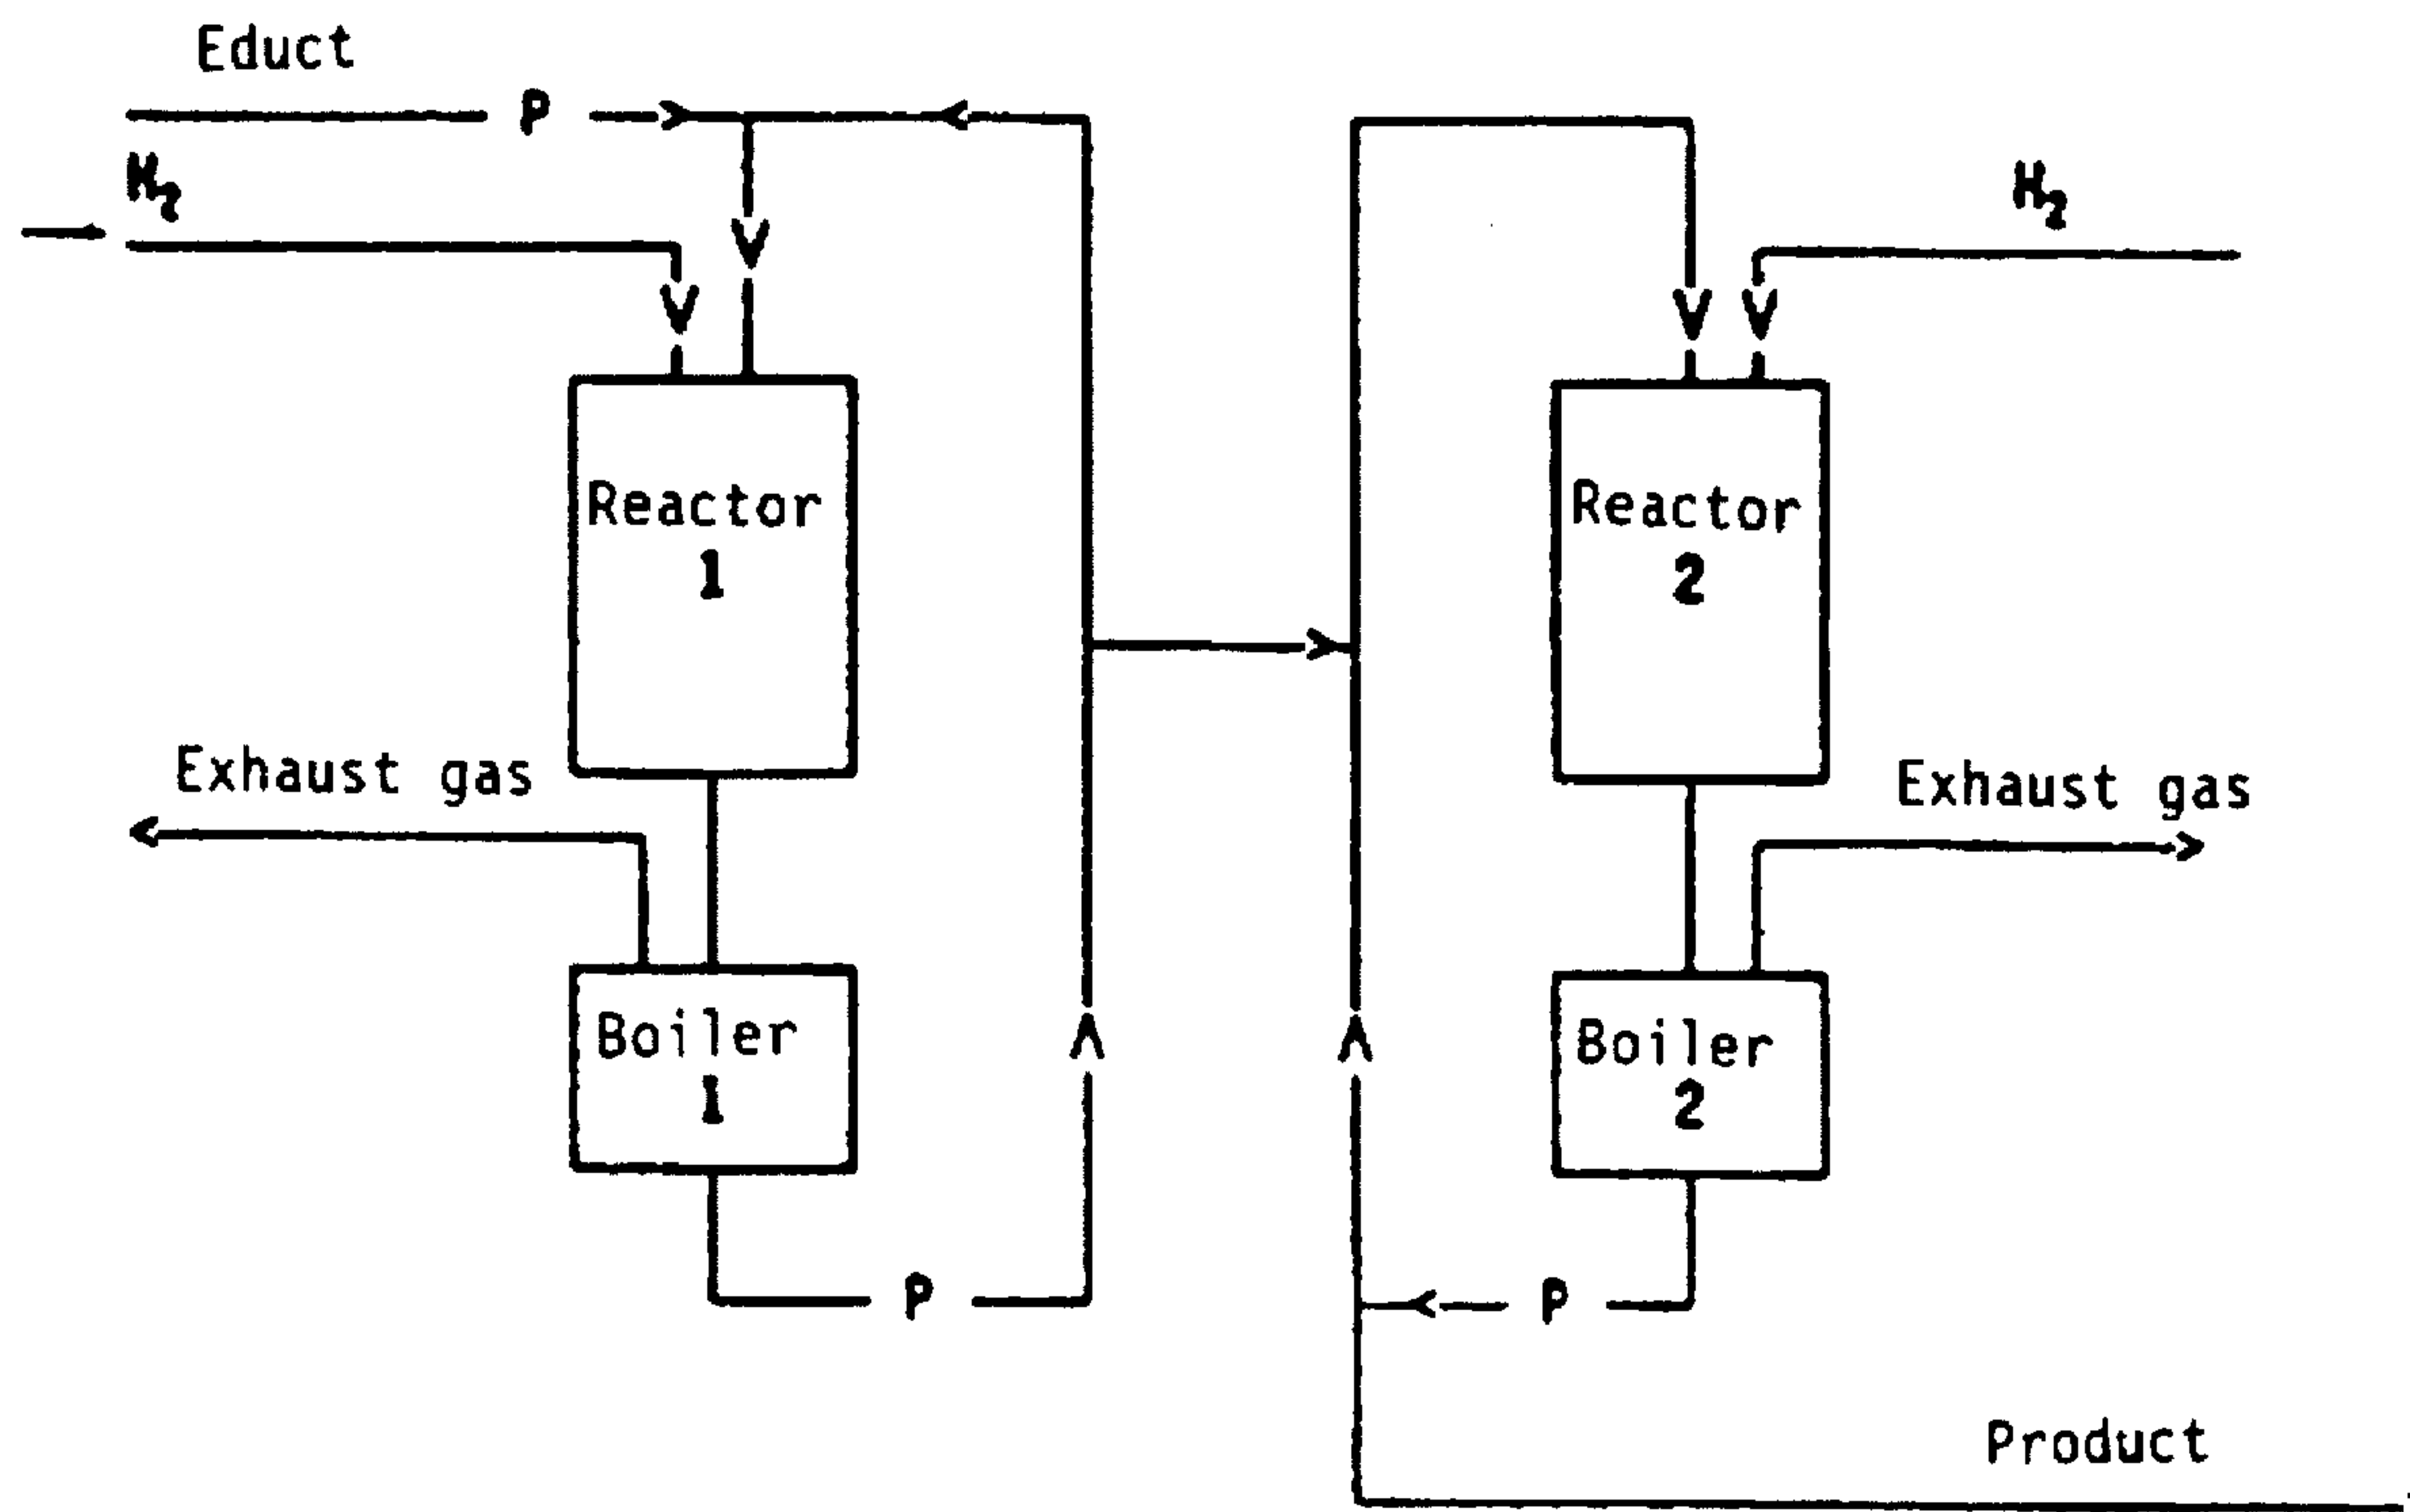 Educt
P
H2
H2
Reactor
1
Reactor
2
Exhaust gas
Exhaust gas
Boiler
1
Boiler
2
P
P
Product